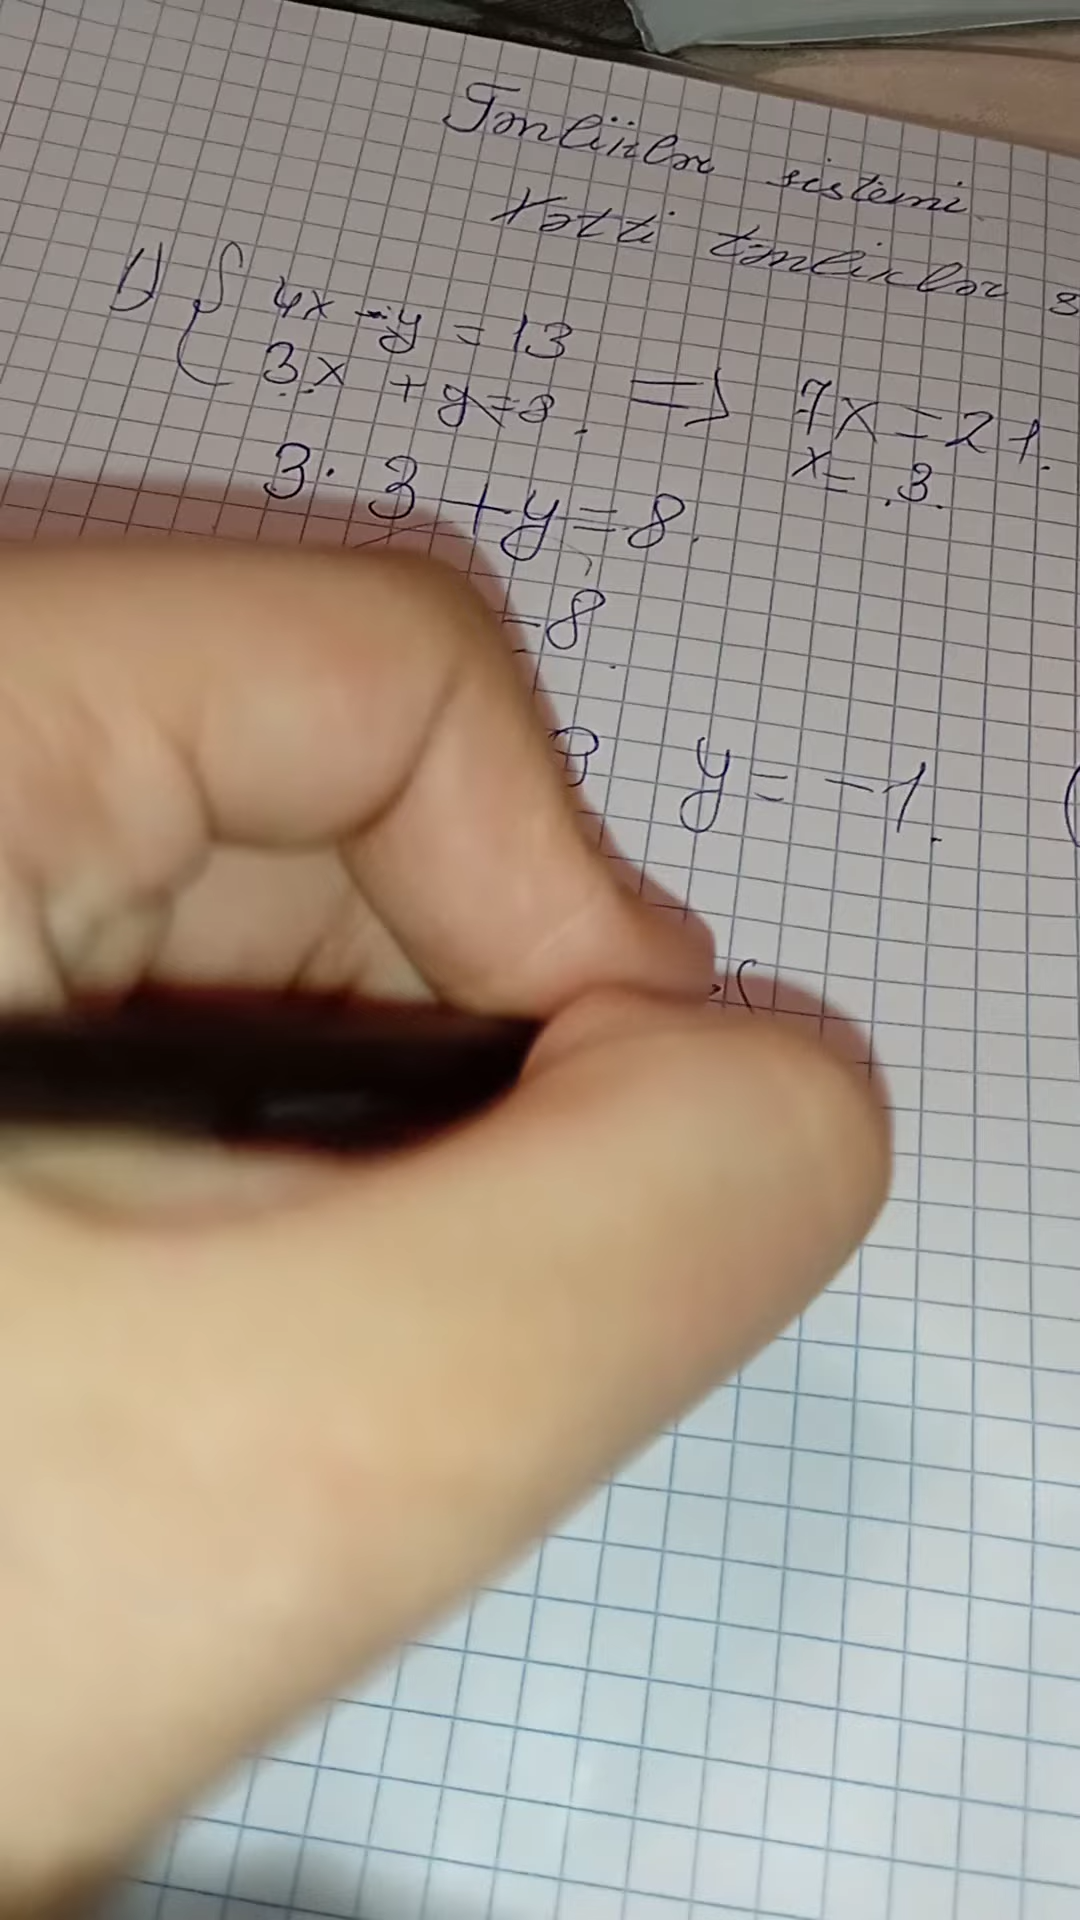 Tənliklər sistemi.
Xətti tənliklər s
1) { 4x - y = 13
3x + y = 8. => 7x = 21.
x = 3.
3 · 3 + y = 8.
= 8.
y = -1.